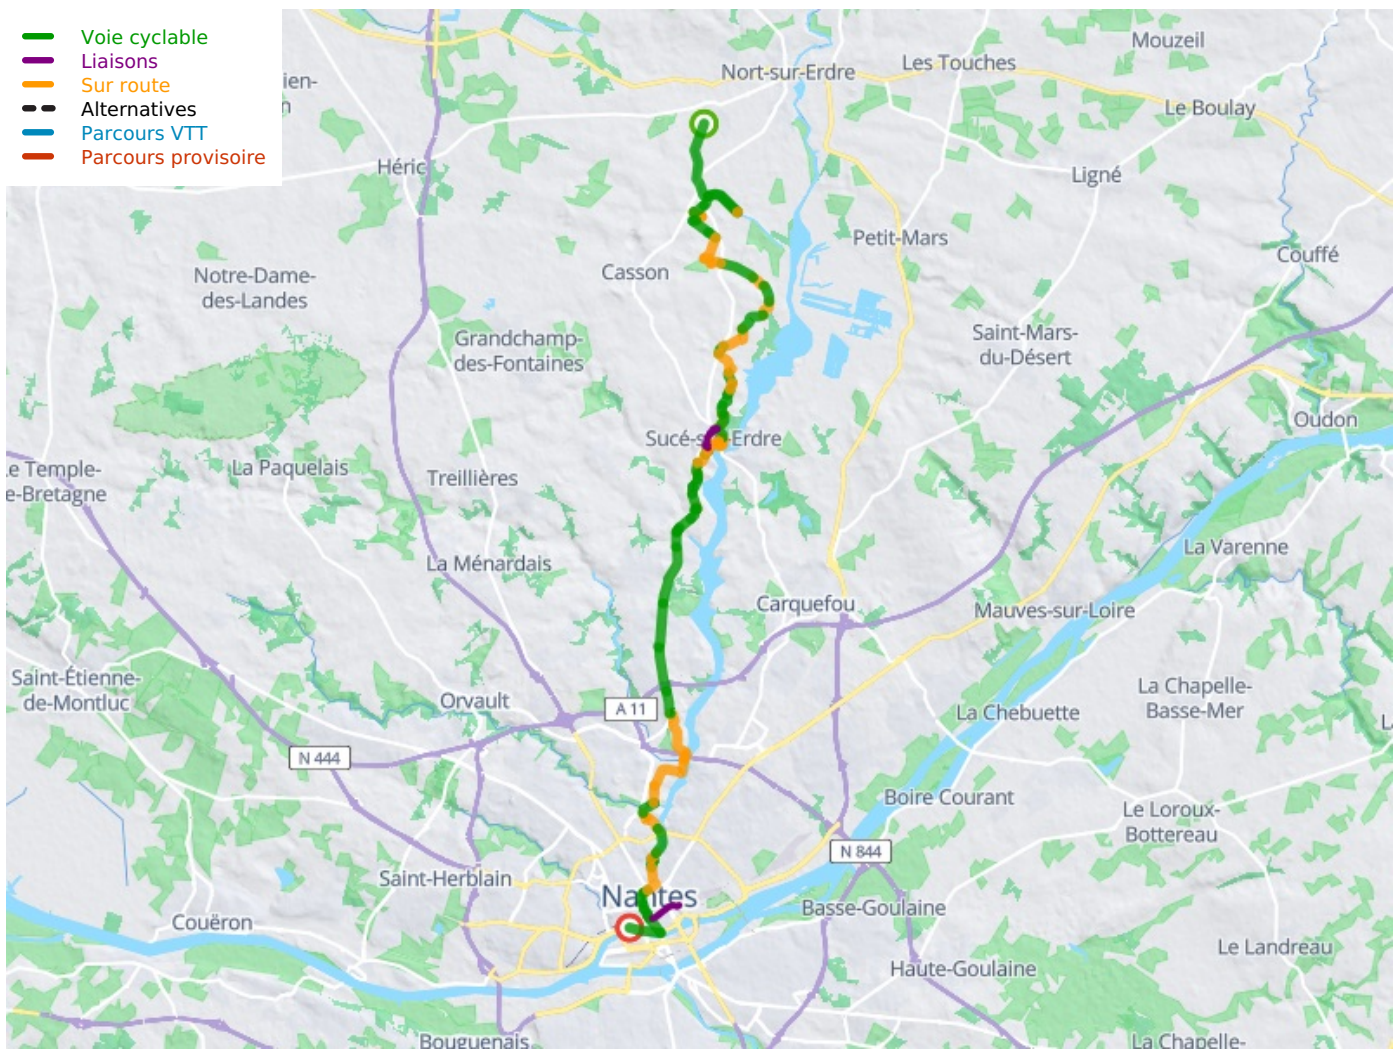 Voie cyclable
Liaisons
Sur route
Alternatives
Parcours VTT
Parcours provisoire
Mouzeil
Les Touches
Nort-sur-Erdre
ien-
n
Le Boulay
Héric
Ligné
Petit-Mars
Couffé
Casson
Notre-Dame-
des-Landes
Saint-Mars-
du-Désert
Grandchamp-
des-Fontaines
Oudon
Sucé-s Erdre
La Paquelais
Treillières
e Temple-
e-Bretagne
La Varenne
La Ménardais
Carquefou
Mauves-sur-Loire
Saint-Étienne-
de-Montluc
Orvault
A 11
La Chapelle-
Basse-Mer
La Chebuette
N 444
Boire Courant
Le Loroux-
Bottereau
N 844
Saint-Herblain
Nantes
Basse-Goulaine
Couëron
Le Landreau
Haute-Goulaine
Bouguenais
La Chapelle-